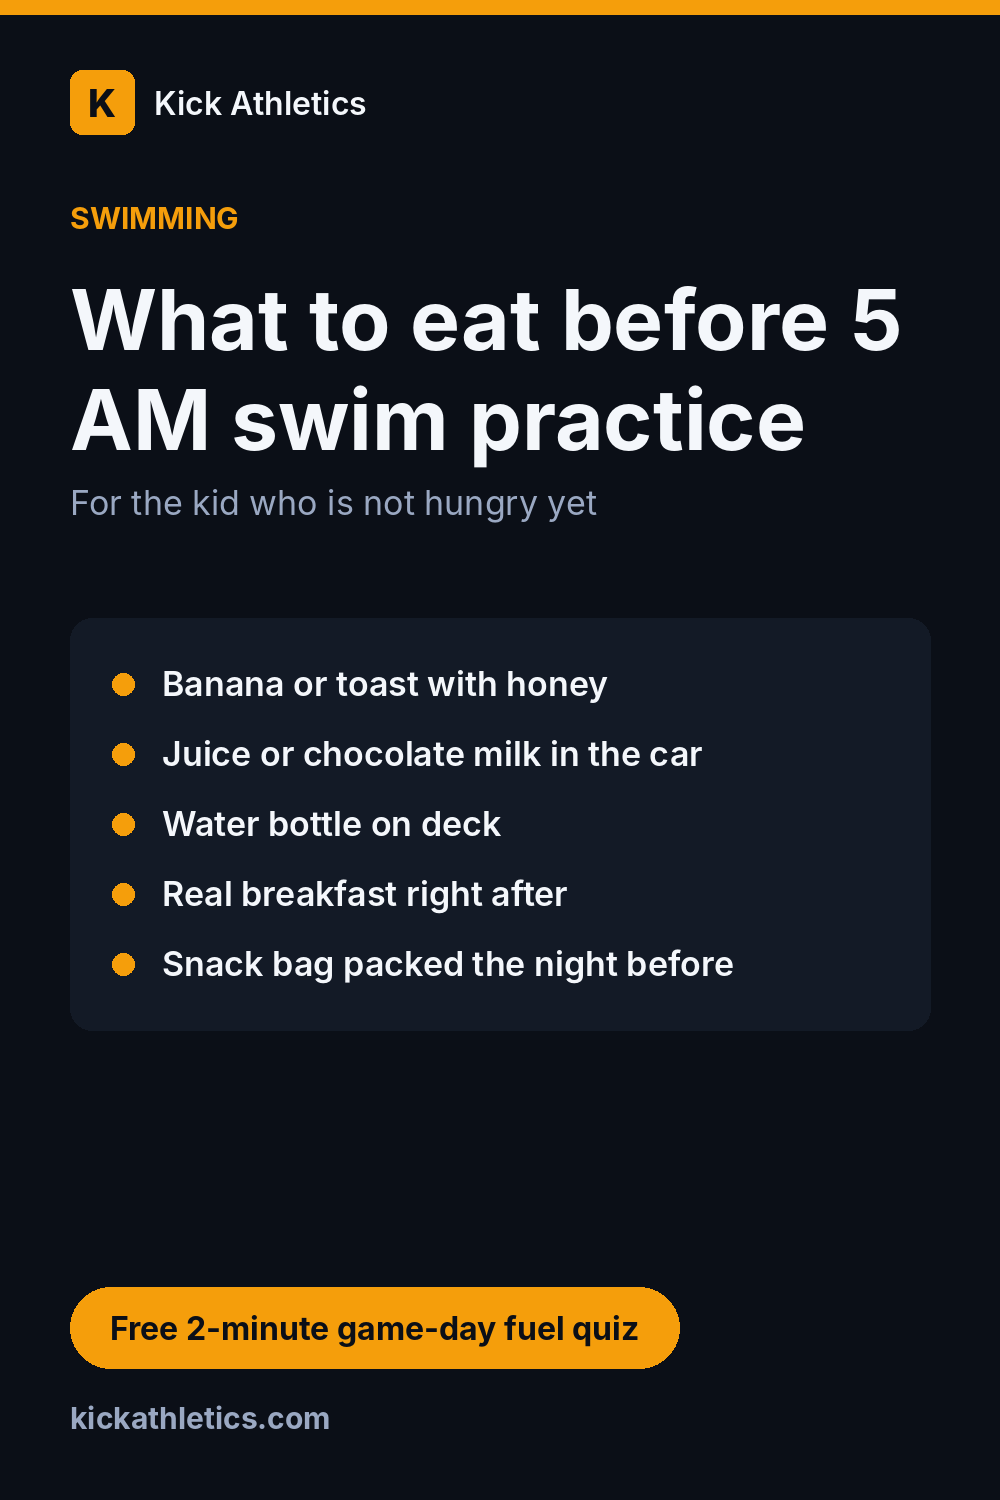 K
Kick Athletics
SWIMMING
What to eat before 5
AM swim practice
For the kid who is not hungry yet
Banana or toast with honey
Juice or chocolate milk in the car
Water bottle on deck
Real breakfast right after
Snack bag packed the night before
Free 2-minute game-day fuel quiz
kickathletics.com